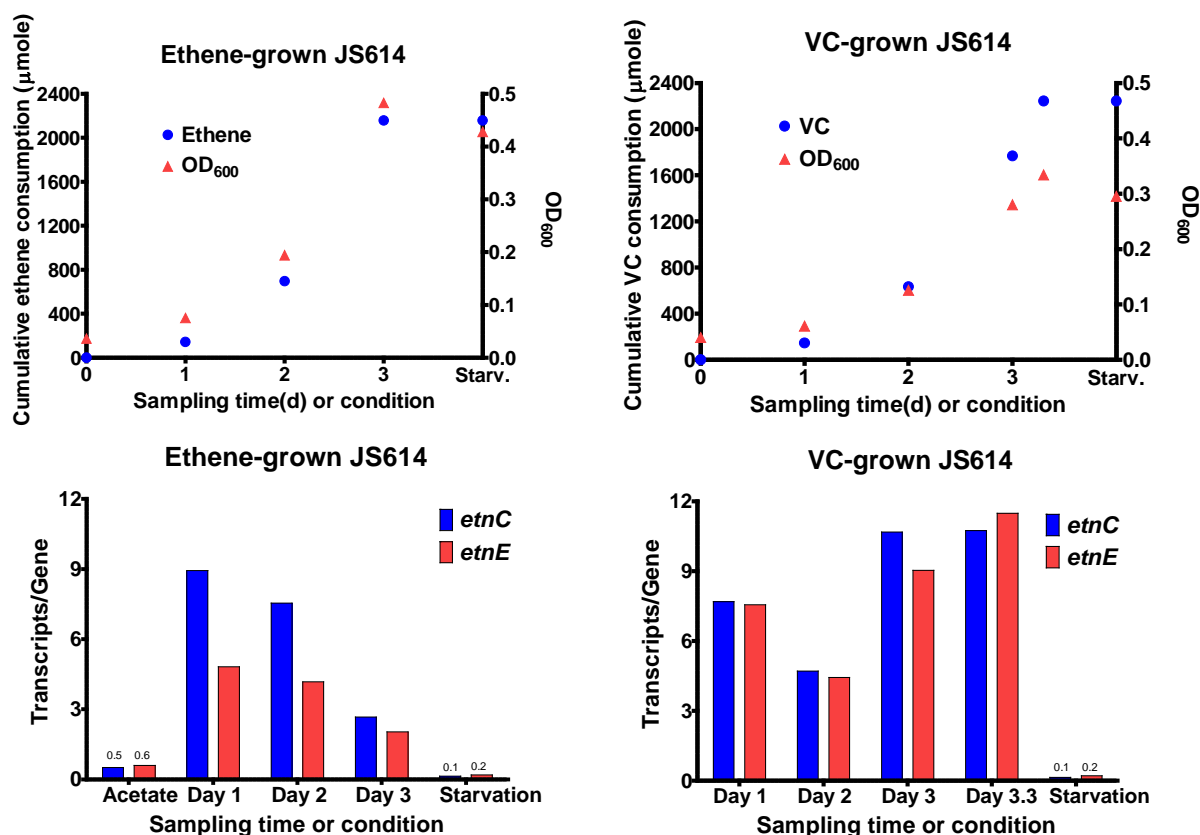 Ethene-grown JS614
Cumulative ethene consumption (μmole)
2400
2000
1600
1200
800
400
0
Ethene
OD600
0.5
0.4
0.3
0.2
0.1
0.0
OD600
0 1 2 3 Starv.
Sampling time(d) or condition
VC-grown JS614
Cumulative VC consumption (μmole)
2400
2000
1600
1200
800
400
0
VC
OD600
0.5
0.4
0.3
0.2
0.1
0.0
OD600
0 1 2 3 Starv.
Sampling time(d) or condition
Ethene-grown JS614
Transcripts/Gene
12
9
6
3
0
etnC
etnE
0.5 0.6 0.1 0.2
Acetate Day 1 Day 2 Day 3 Starvation
Sampling time or condition
VC-grown JS614
Transcripts/Gene
12
9
6
3
0
etnC
etnE
0.1 0.2
Day 1 Day 2 Day 3 Day 3.3 Starvation
Sampling time or condition